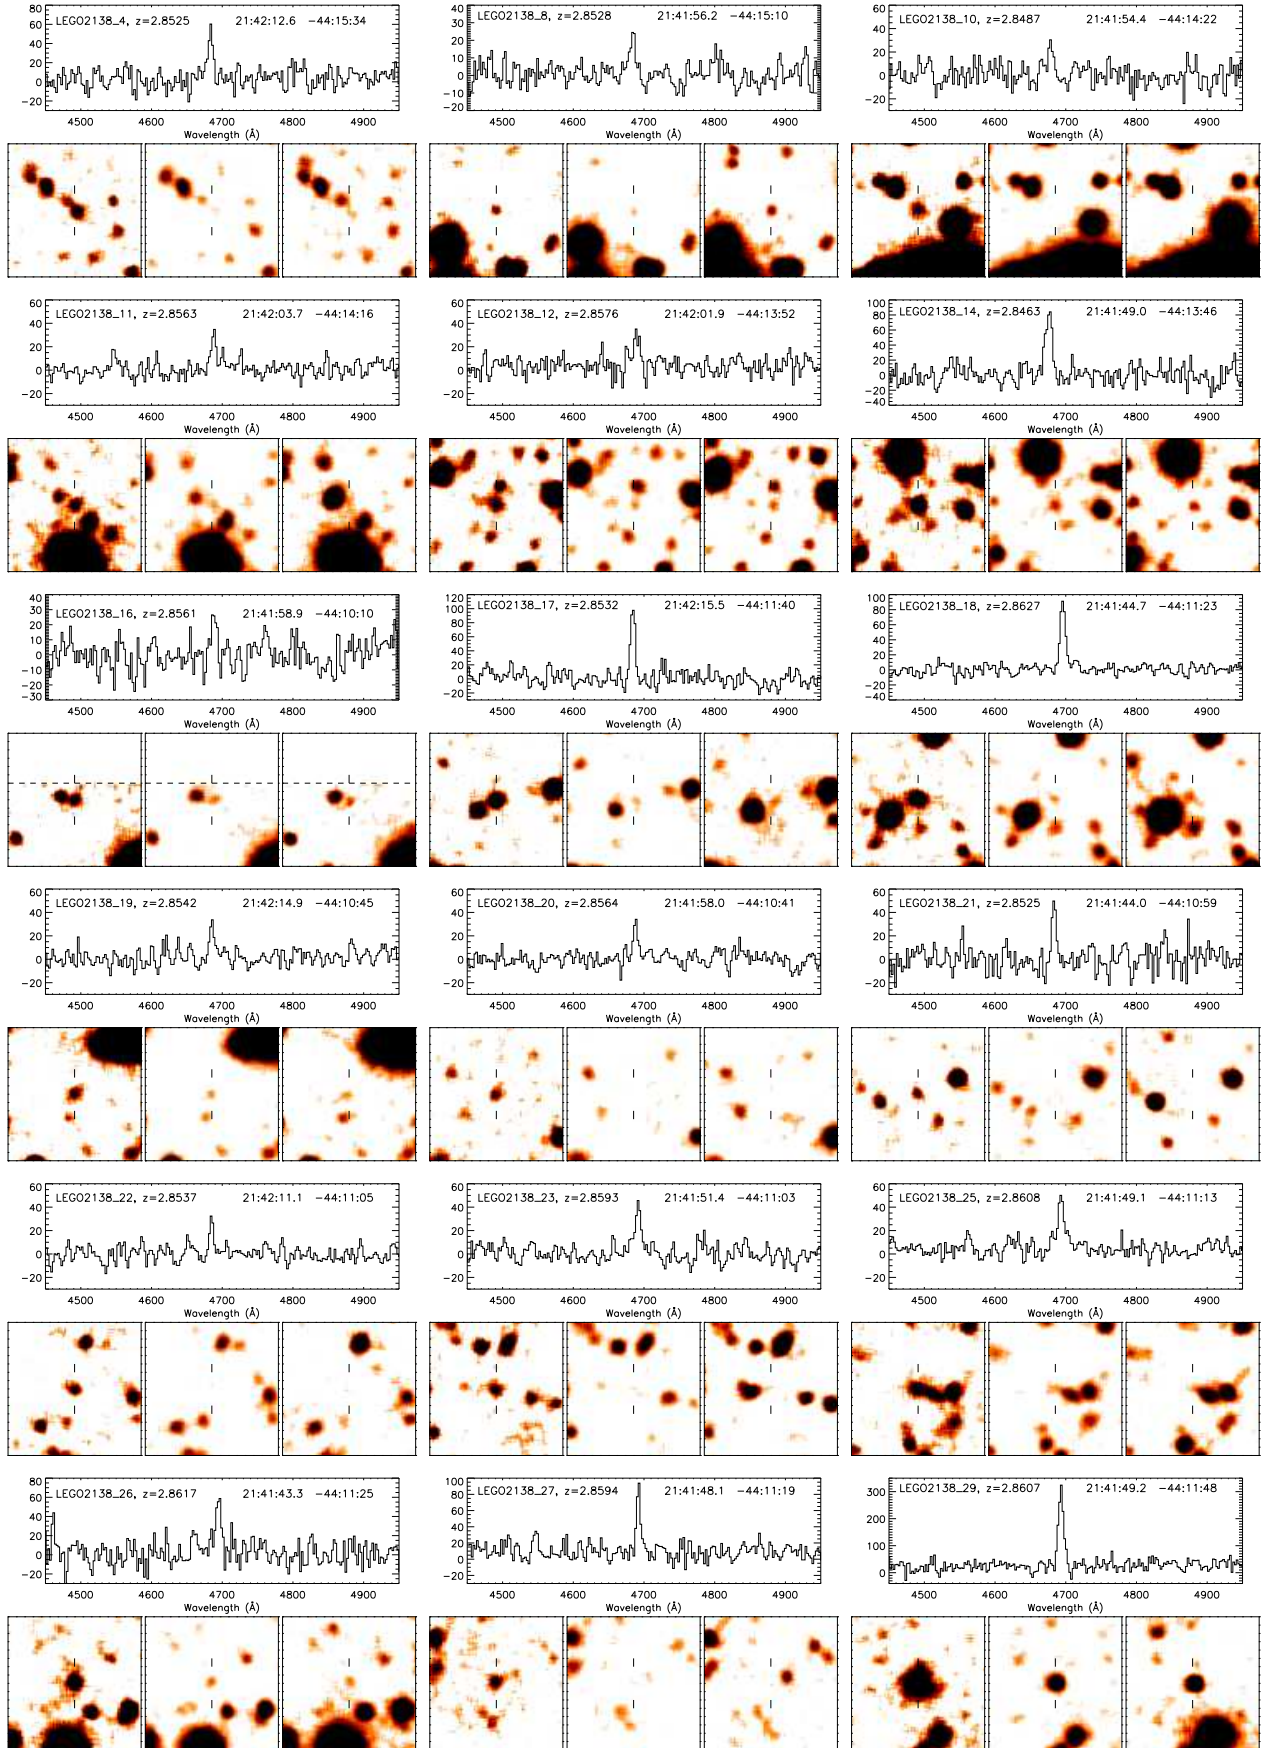 LEGO2138_4, z=2.8525 21:42:12.6 −44:15:34
80
60
40
20
0
−20
4500 4600 4700 4800 4900
Wavelength (Å)
LEGO2138_8, z=2.8528 21:41:56.2 −44:15:10
40
30
20
10
0
−10
−20
4500 4600 4700 4800 4900
Wavelength (Å)
LEGO2138_10, z=2.8487 21:41:54.4 −44:14:22
60
40
20
0
−20
4500 4600 4700 4800 4900
Wavelength (Å)
LEGO2138_11, z=2.8563 21:42:03.7 −44:14:16
60
40
20
0
−20
4500 4600 4700 4800 4900
Wavelength (Å)
LEGO2138_12, z=2.8576 21:42:01.9 −44:13:52
60
40
20
0
−20
4500 4600 4700 4800 4900
Wavelength (Å)
LEGO2138_14, z=2.8463 21:41:49.0 −44:13:46
100
80
60
40
20
0
−20
−40
4500 4600 4700 4800 4900
Wavelength (Å)
LEGO2138_16, z=2.8561 21:41:58.9 −44:10:10
40
30
20
10
0
−10
−20
−30
4500 4600 4700 4800 4900
Wavelength (Å)
LEGO2138_17, z=2.8532 21:42:15.5 −44:11:40
120
100
80
60
40
20
0
−20
4500 4600 4700 4800 4900
Wavelength (Å)
LEGO2138_18, z=2.8627 21:41:44.7 −44:11:23
100
80
60
40
20
0
−20
−40
4500 4600 4700 4800 4900
Wavelength (Å)
LEGO2138_19, z=2.8542 21:42:14.9 −44:10:45
60
40
20
0
−20
4500 4600 4700 4800 4900
Wavelength (Å)
LEGO2138_20, z=2.8564 21:41:58.0 −44:10:41
60
40
20
0
−20
4500 4600 4700 4800 4900
Wavelength (Å)
LEGO2138_21, z=2.8525 21:41:44.0 −44:10:59
60
40
20
0
−20
4500 4600 4700 4800 4900
Wavelength (Å)
LEGO2138_22, z=2.8537 21:42:11.1 −44:11:05
60
40
20
0
−20
4500 4600 4700 4800 4900
Wavelength (Å)
LEGO2138_23, z=2.8593 21:41:51.4 −44:11:03
60
40
20
0
−20
4500 4600 4700 4800 4900
Wavelength (Å)
LEGO2138_25, z=2.8608 21:41:49.1 −44:11:13
60
40
20
0
−20
4500 4600 4700 4800 4900
Wavelength (Å)
LEGO2138_26, z=2.8617 21:41:43.3 −44:11:25
80
60
40
20
0
−20
4500 4600 4700 4800 4900
Wavelength (Å)
LEGO2138_27, z=2.8594 21:41:48.1 −44:11:19
100
80
60
40
20
0
−20
4500 4600 4700 4800 4900
Wavelength (Å)
LEGO2138_29, z=2.8607 21:41:49.2 −44:11:48
300
200
100
0
4500 4600 4700 4800 4900
Wavelength (Å)